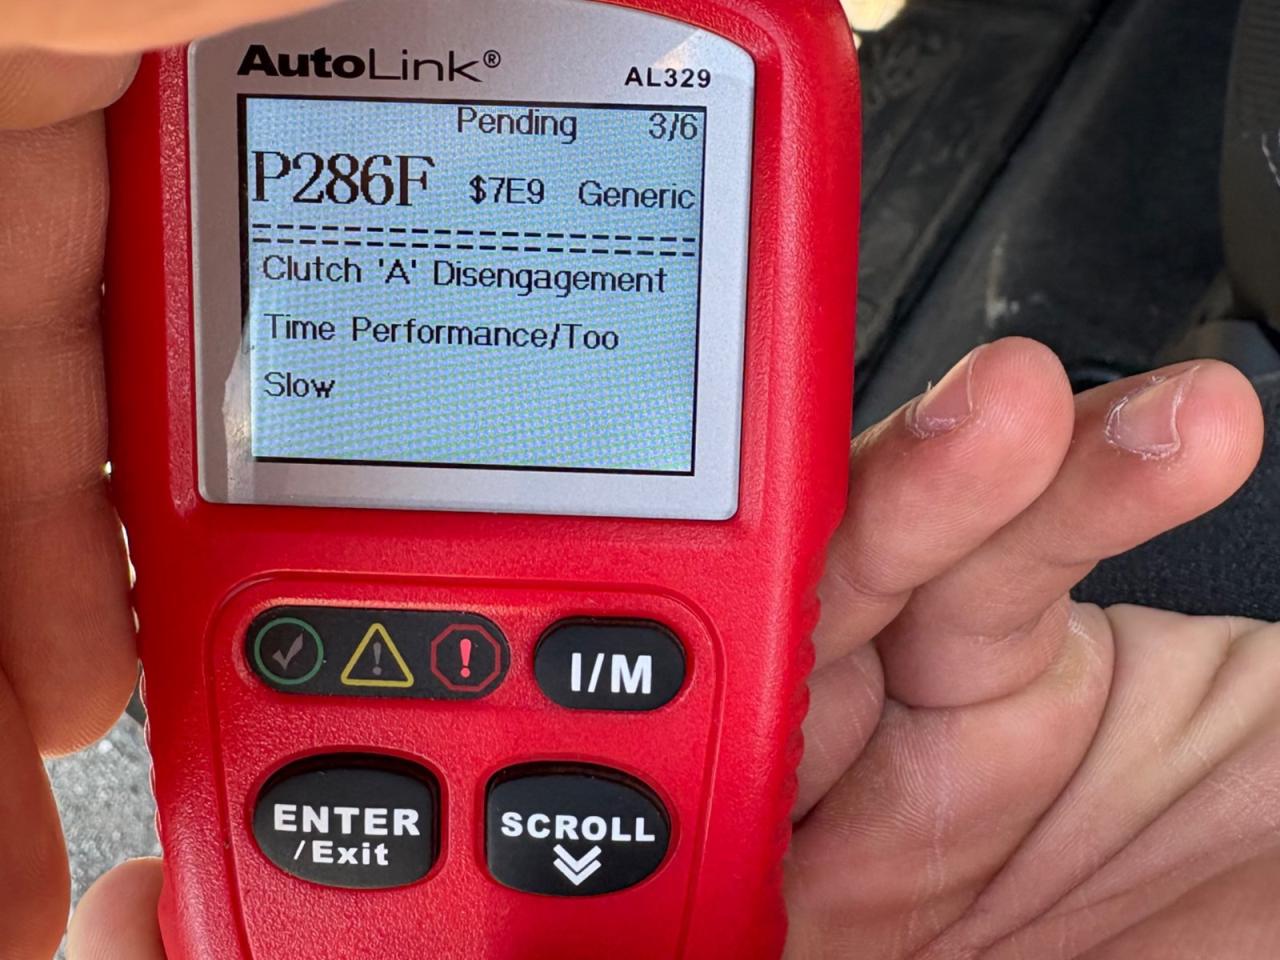 AutoLink®
AL329
Pending 3/6
P286F $7E9 Generic
Clutch 'A' Disengagement
Time Performance/Too
Slow
I/M
ENTER
/Exit
SCROLL